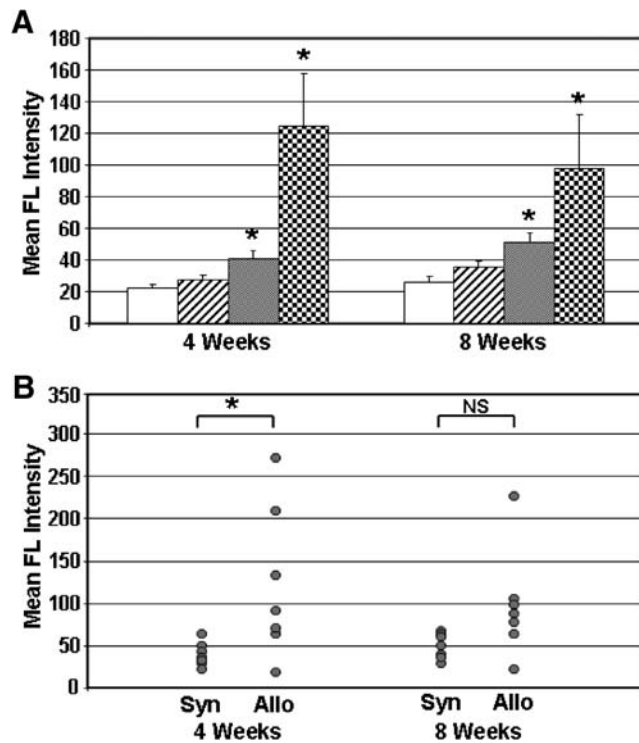 A
180
160
140
120
100
80
60
40
20
0
Mean FL Intensity
*
*
*
*
4 Weeks
8 Weeks
B
350
300
250
200
150
100
50
0
Mean FL Intensity
*
NS
Syn Allo Syn Allo
4 Weeks 8 Weeks